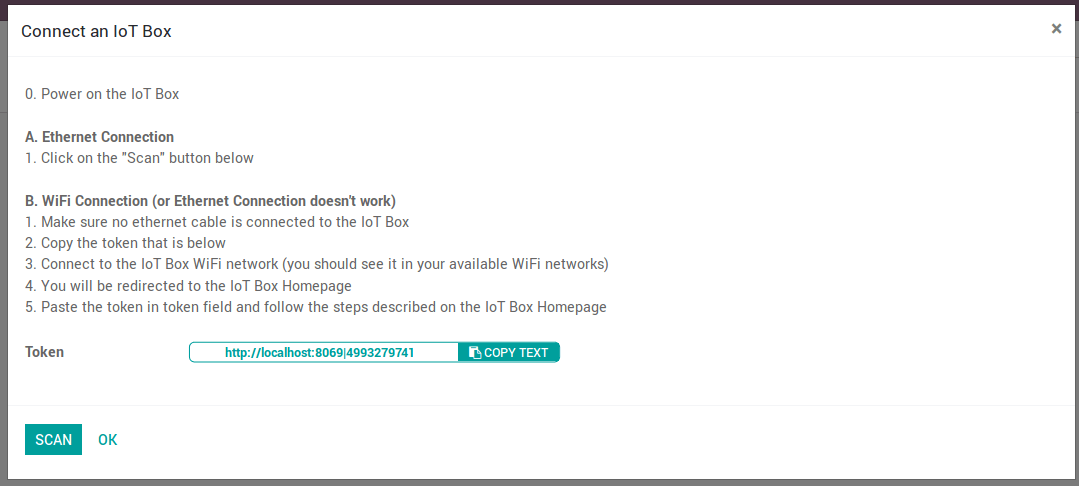 Connect an IoT Box
×
0. Power on the IoT Box
A. Ethernet Connection
1. Click on the "Scan" button below
B. WiFi Connection (or Ethernet Connection doesn't work)
1. Make sure no ethernet cable is connected to the IoT Box
2. Copy the token that is below
3. Connect to the IoT Box WiFi network (you should see it in your available WiFi networks)
4. You will be redirected to the IoT Box Homepage
5. Paste the token in token field and follow the steps described on the IoT Box Homepage
Token http://localhost:8069|4993279741 COPY TEXT
SCAN OK